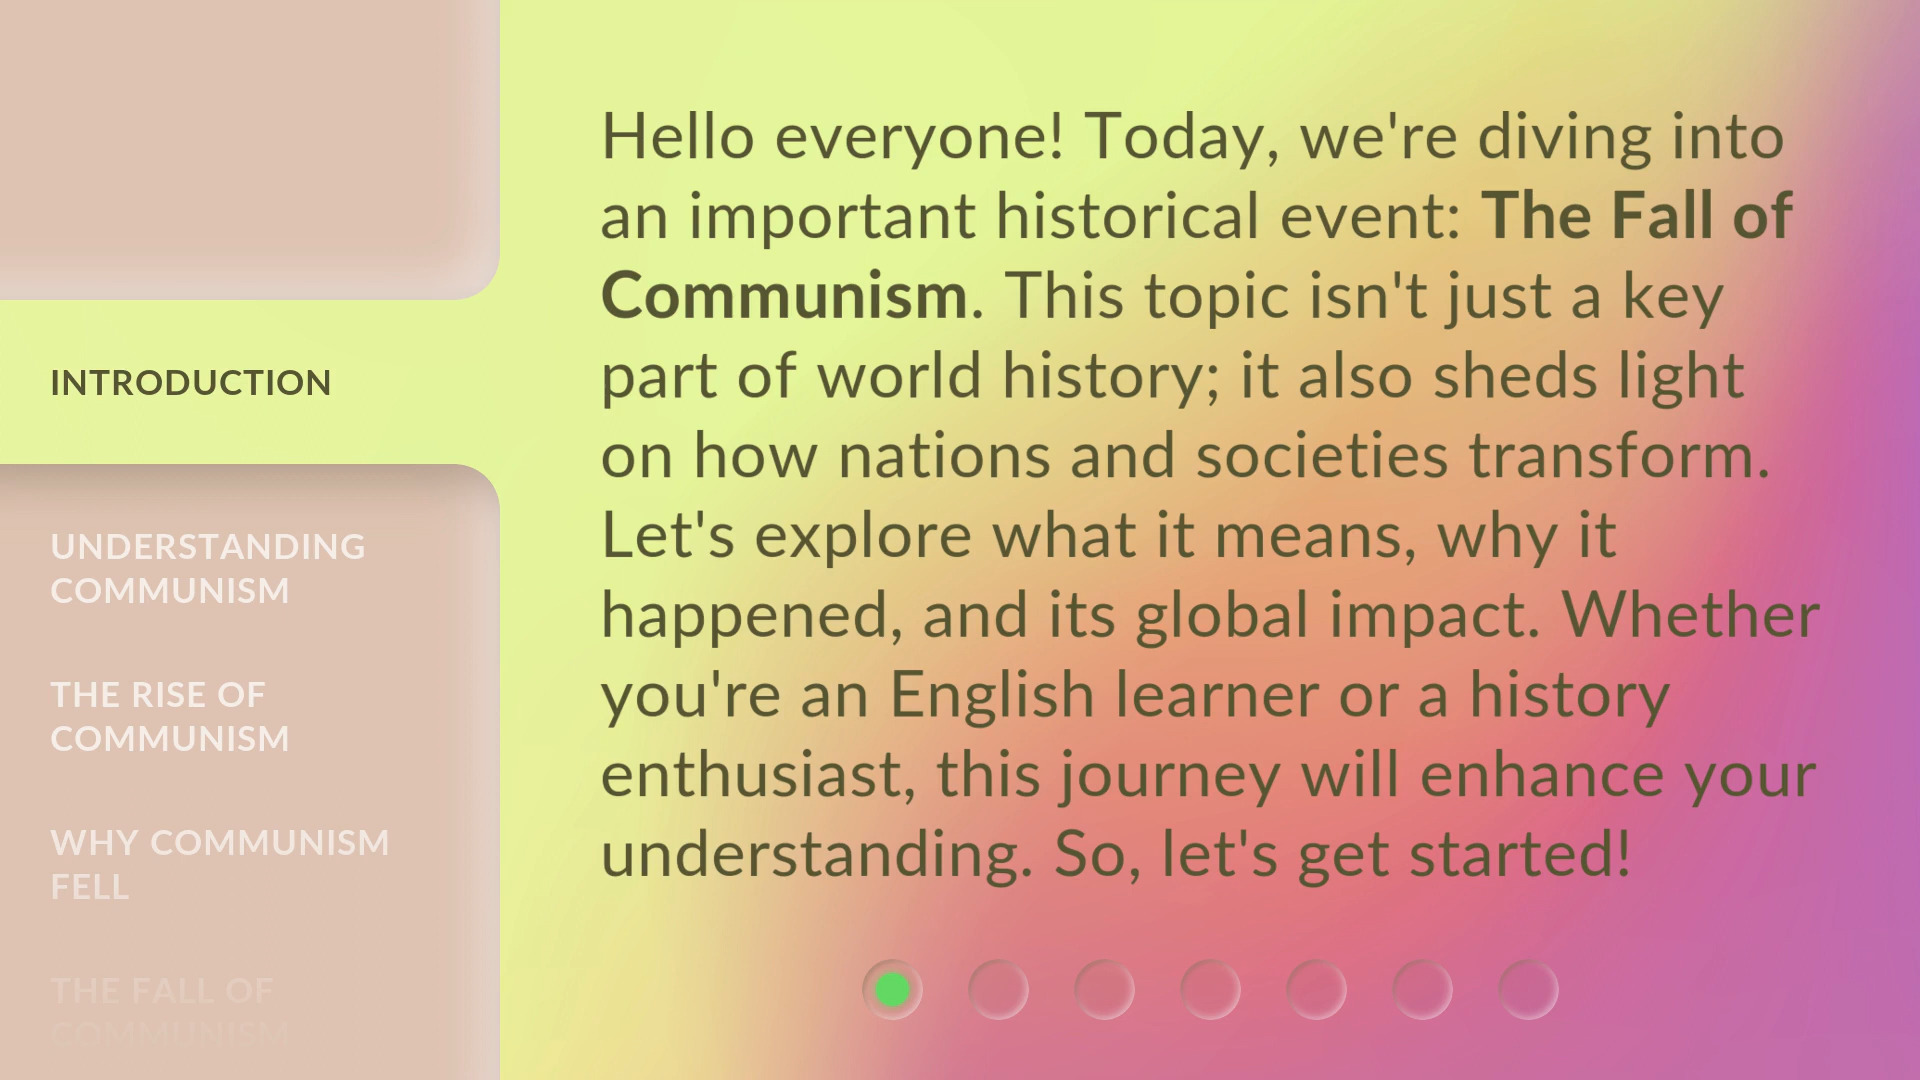 INTRODUCTION
UNDERSTANDING
COMMUNISM
THE RISE OF
COMMUNISM
WHY COMMUNISM
FELL
THE FALL OF
COMMUNISM
Hello everyone! Today, we're diving into
an important historical event: The Fall of
Communism. This topic isn't just a key
part of world history; it also sheds light
on how nations and societies transform.
Let's explore what it means, why it
happened, and its global impact. Whether
you're an English learner or a history
enthusiast, this journey will enhance your
understanding. So, let's get started!